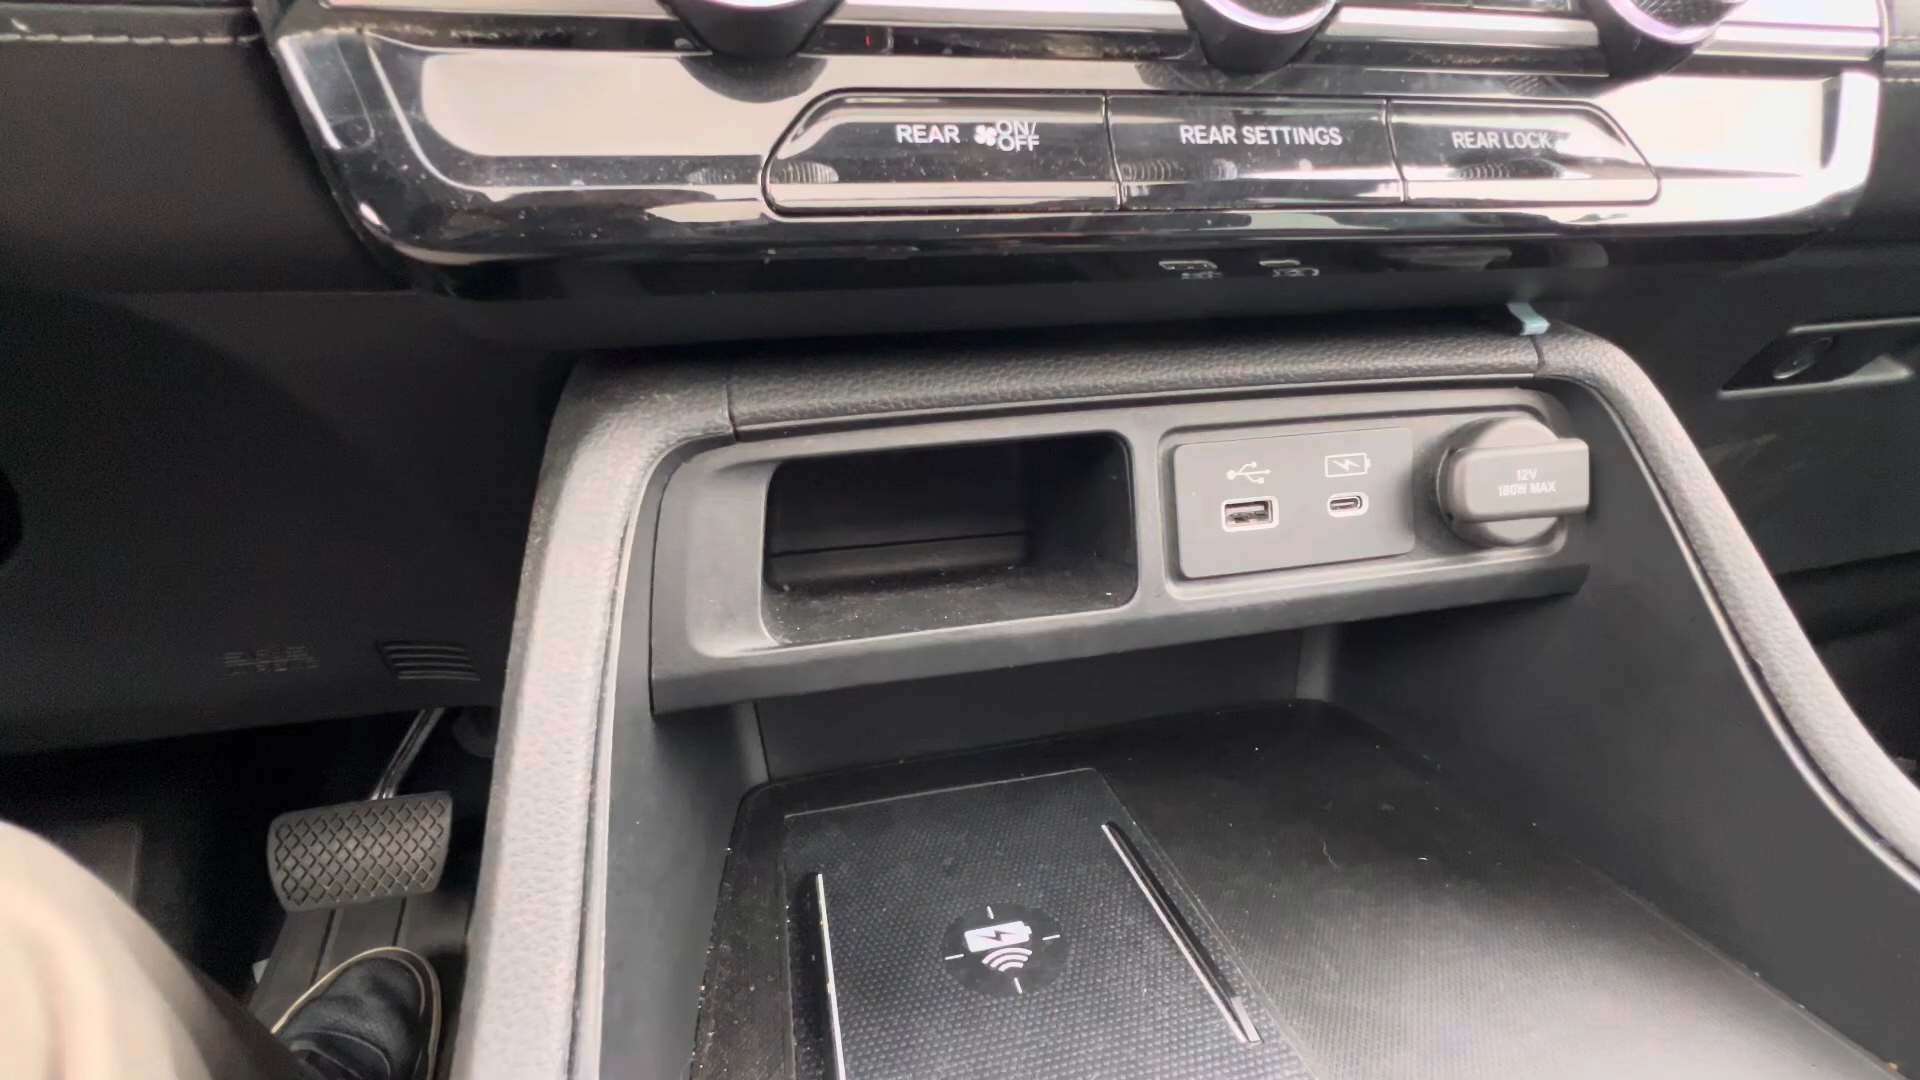 REAR ON/
OFF
REAR SETTINGS
REAR LOCK
12V
180W MAX